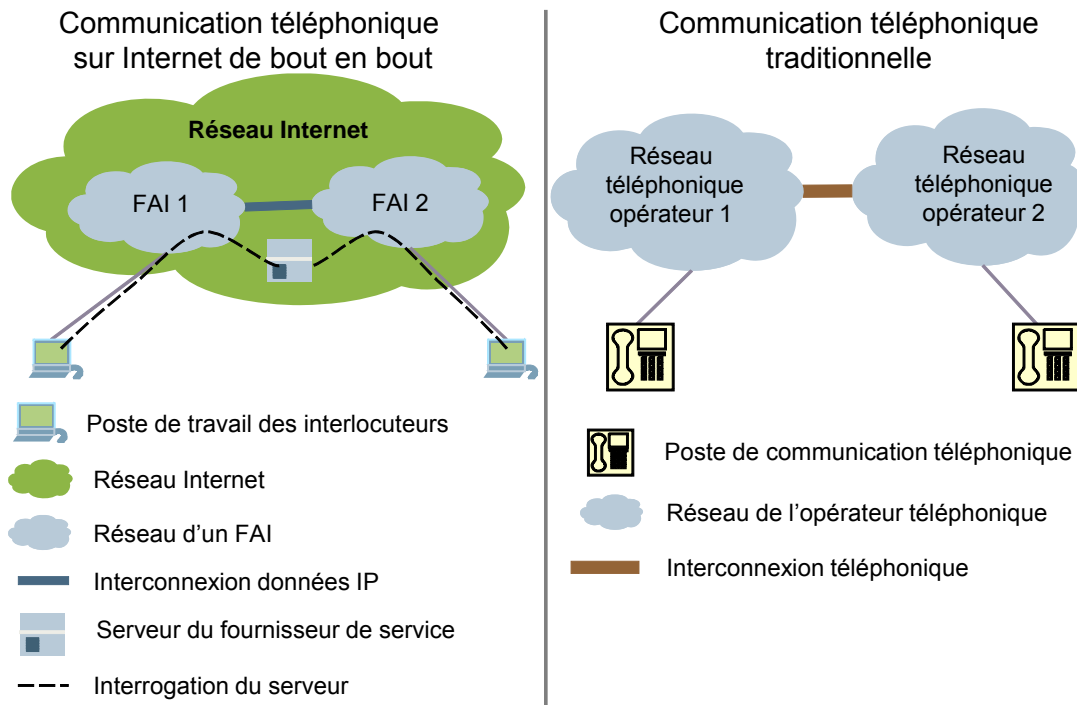 Communication téléphonique
sur Internet de bout en bout
Réseau Internet
FAI 1
FAI 2
Poste de travail des interlocuteurs
Réseau Internet
Réseau d'un FAI
Interconnexion données IP
Serveur du fournisseur de service
Interrogation du serveur
Communication téléphonique
traditionnelle
Réseau
téléphonique
opérateur 1
Réseau
téléphonique
opérateur 2
Poste de communication téléphonique
Réseau de l'opérateur téléphonique
Interconnexion téléphonique